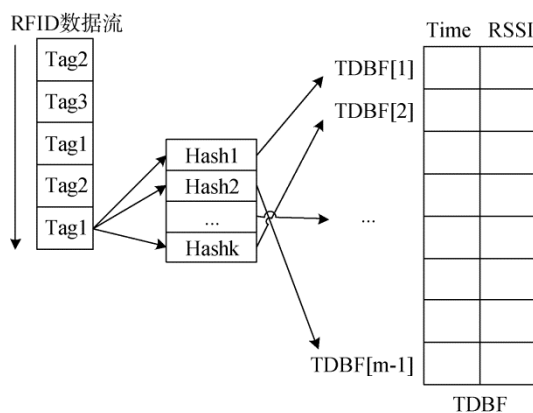 RFID数据流
Tag2
Tag3
Tag1
Tag2
Tag1
Hash1
Hash2
...
Hashk
TDBF[1]
TDBF[2]
...
TDBF[m-1]
Time RSSI
TDBF